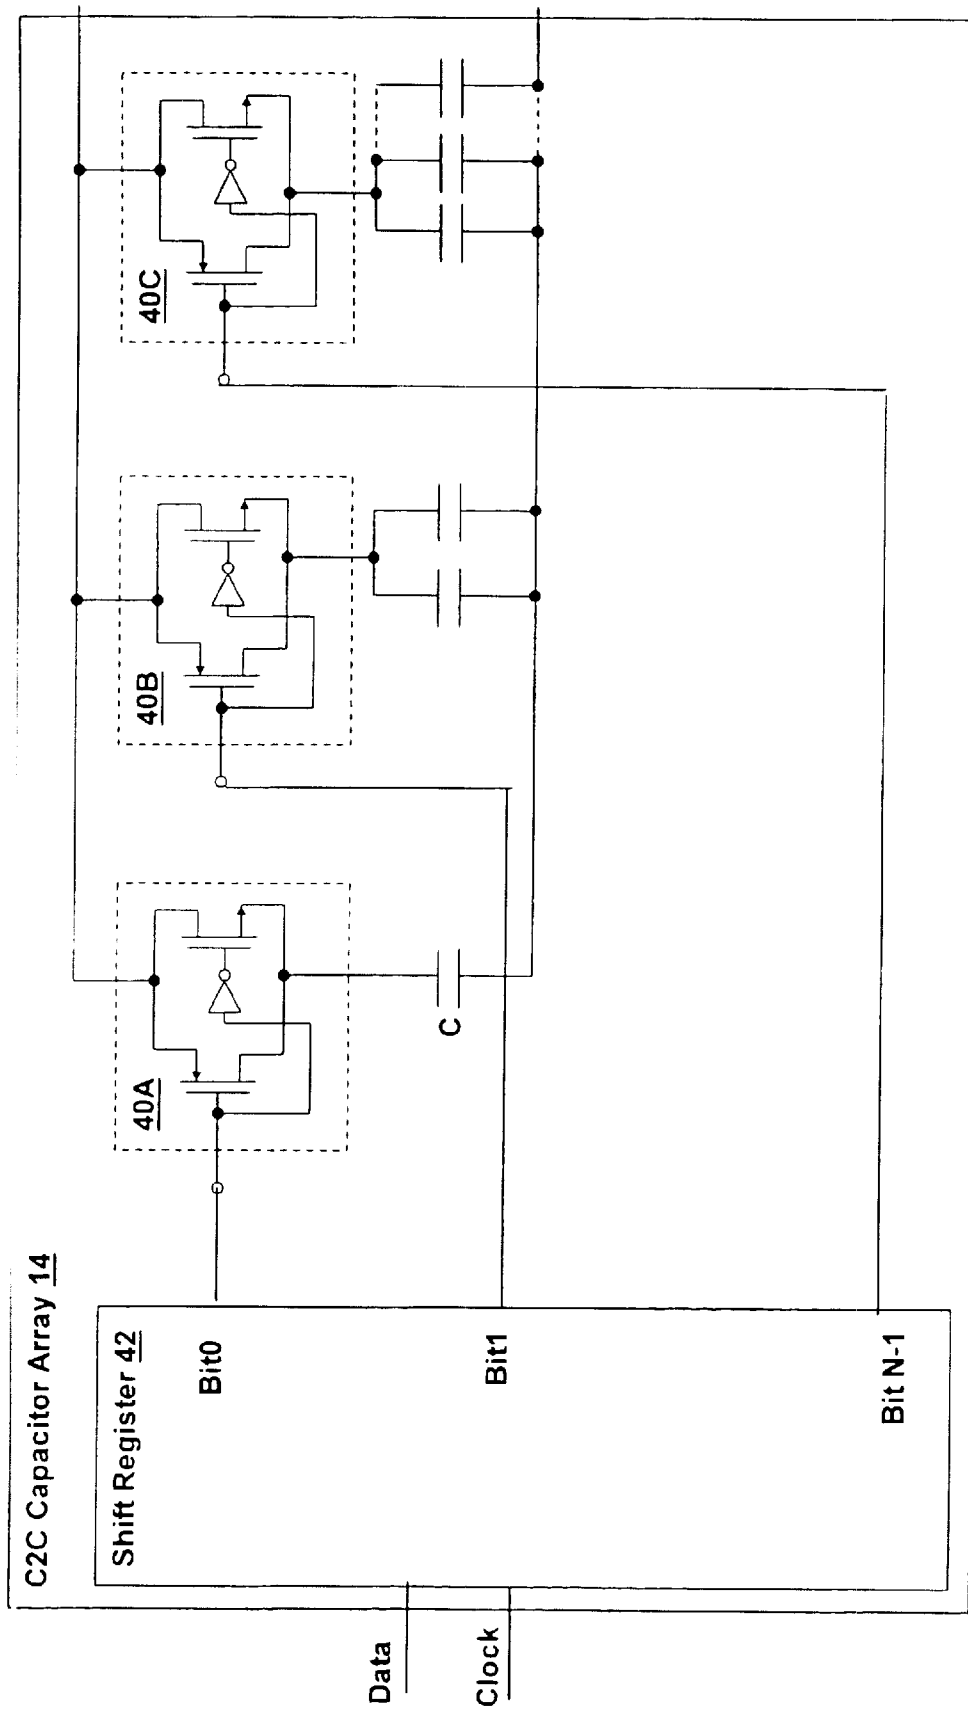 C2C Capacitor Array 14
Shift Register 42
Data
Clock
Bit0
Bit1
Bit N-1
40A
40B
40C
C